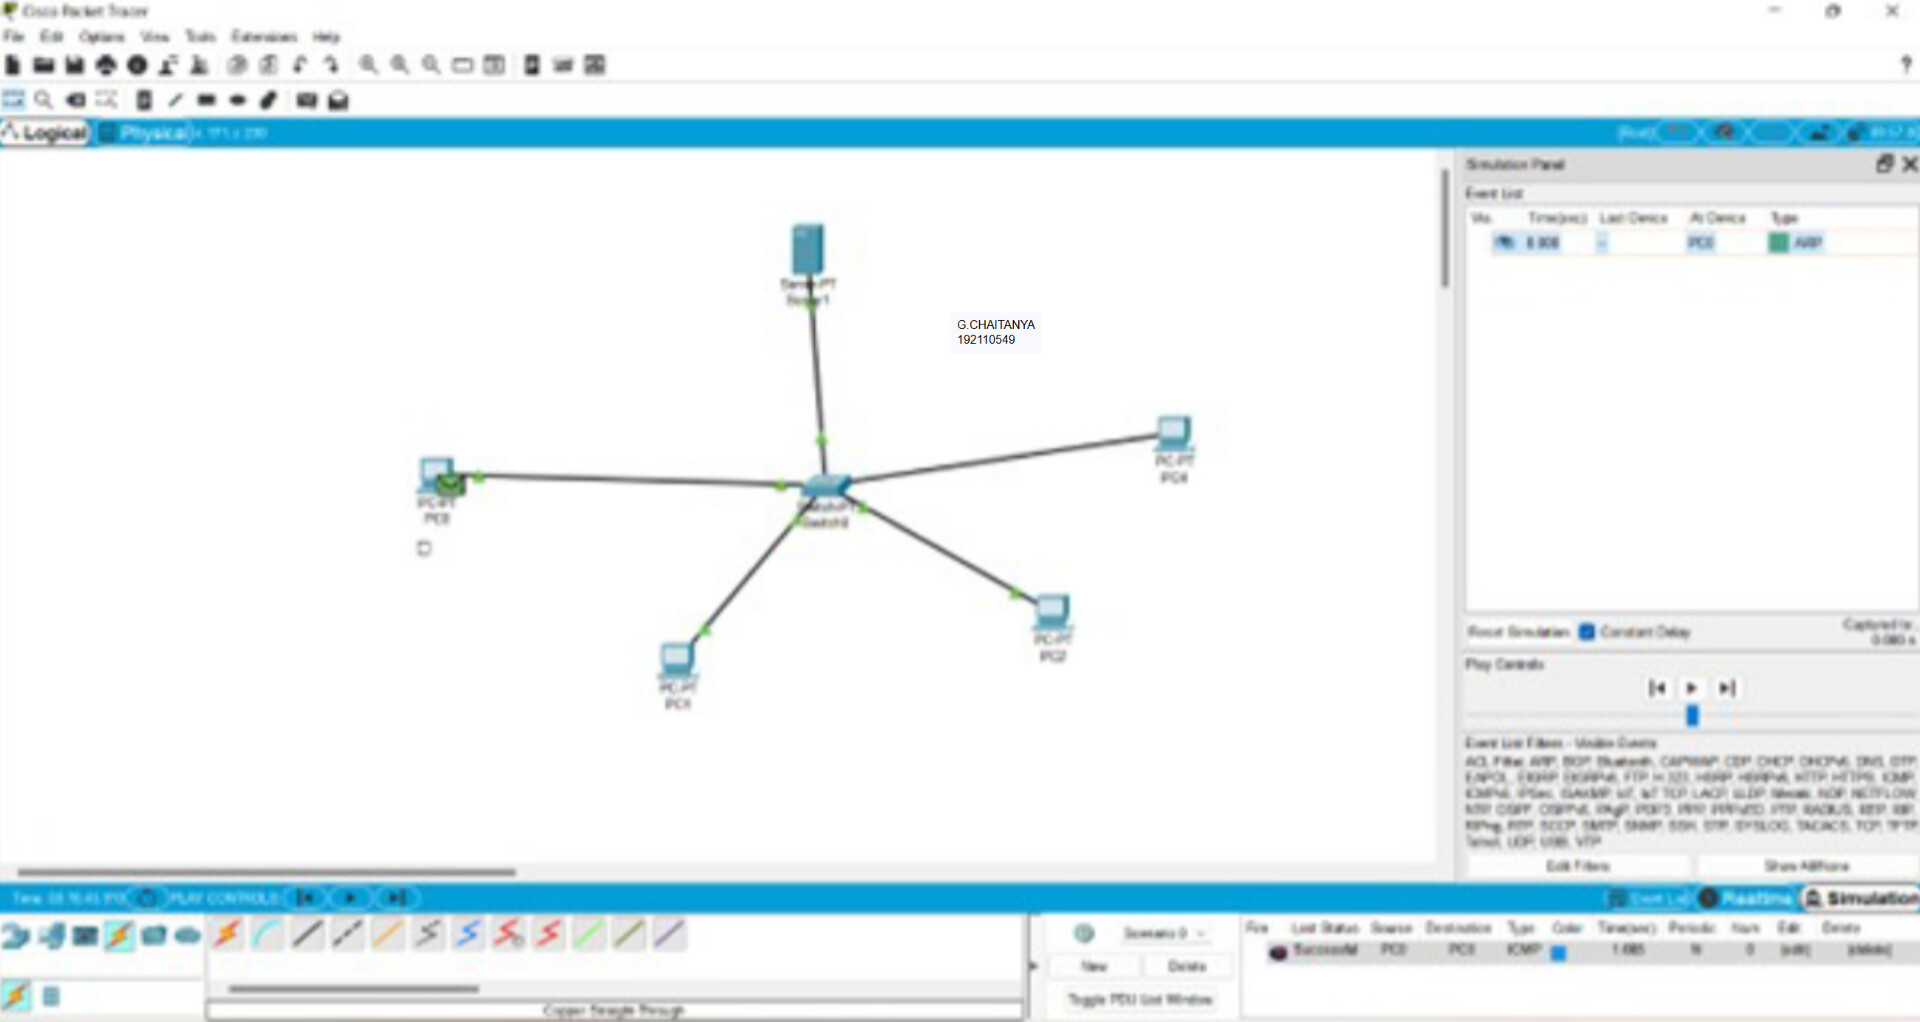 Cisco Packet Tracer
File Edit Options View Tools Extensions Help
?
Logical Physical
[Root]
Simulation Panel
Event List
Vis. Time(sec) Last Device At Device Type
0.000 -- PC0 ARP
Server-PT
G.CHAITANYA
192110549
PC-PT
PC4
PC-PT
PC0
Switch-PT
PC-PT
PC2
PC-PT
PC1
Reset Simulation Constant Delay Captured to:
0.000 s
Play Controls
Event List Filters - Visible Events
ACL Filter, ARP, BGP, Bluetooth, CAPWAP, CDP, DHCP, DHCPv6, DNS, DTP,
EAPOL, EIGRP, EIGRPv6, FTP, H.323, HSRP, HSRPv6, HTTP, HTTPS, ICMP,
ICMPv6, IPSec, ISAKMP, IoT, IoT TCP, LACP, LLDP, Meraki, NDP, NETFLOW,
NTP, OSPF, OSPFv6, PAgP, POP3, PPP, PPPoED, PTP, RADIUS, REP, RIP,
RIPng, RTP, SCCP, SMTP, SNMP, SSH, STP, SYSLOG, TACACS, TCP, TFTP,
Telnet, UDP, USB, VTP
Edit Filters Show All/None
Time: PLAY CONTROLS: Event List Realtime Simulation
Scenario 0
New Delete
Toggle PDU List Window
Fire Last Status Source Destination Type Color Time(sec) Periodic Num Edit Delete
Successful PC0 ICMP N 0 (edit) (delete)
Copper Straight-Through